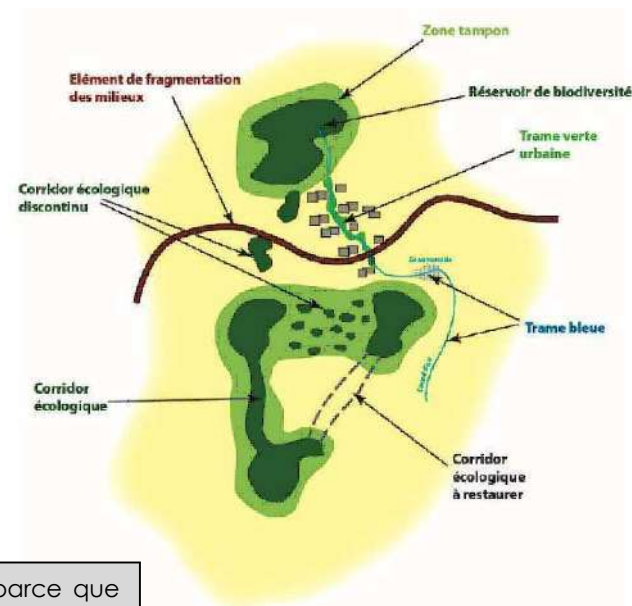 Zone tampon
Elément de fragmentation
des milieux
Réservoir de biodiversité
Trame verte
urbaine
Corridor écologique
discontinu
Trame bleue
Corridor
écologique
Corridor
écologique
à restaurer
parce que